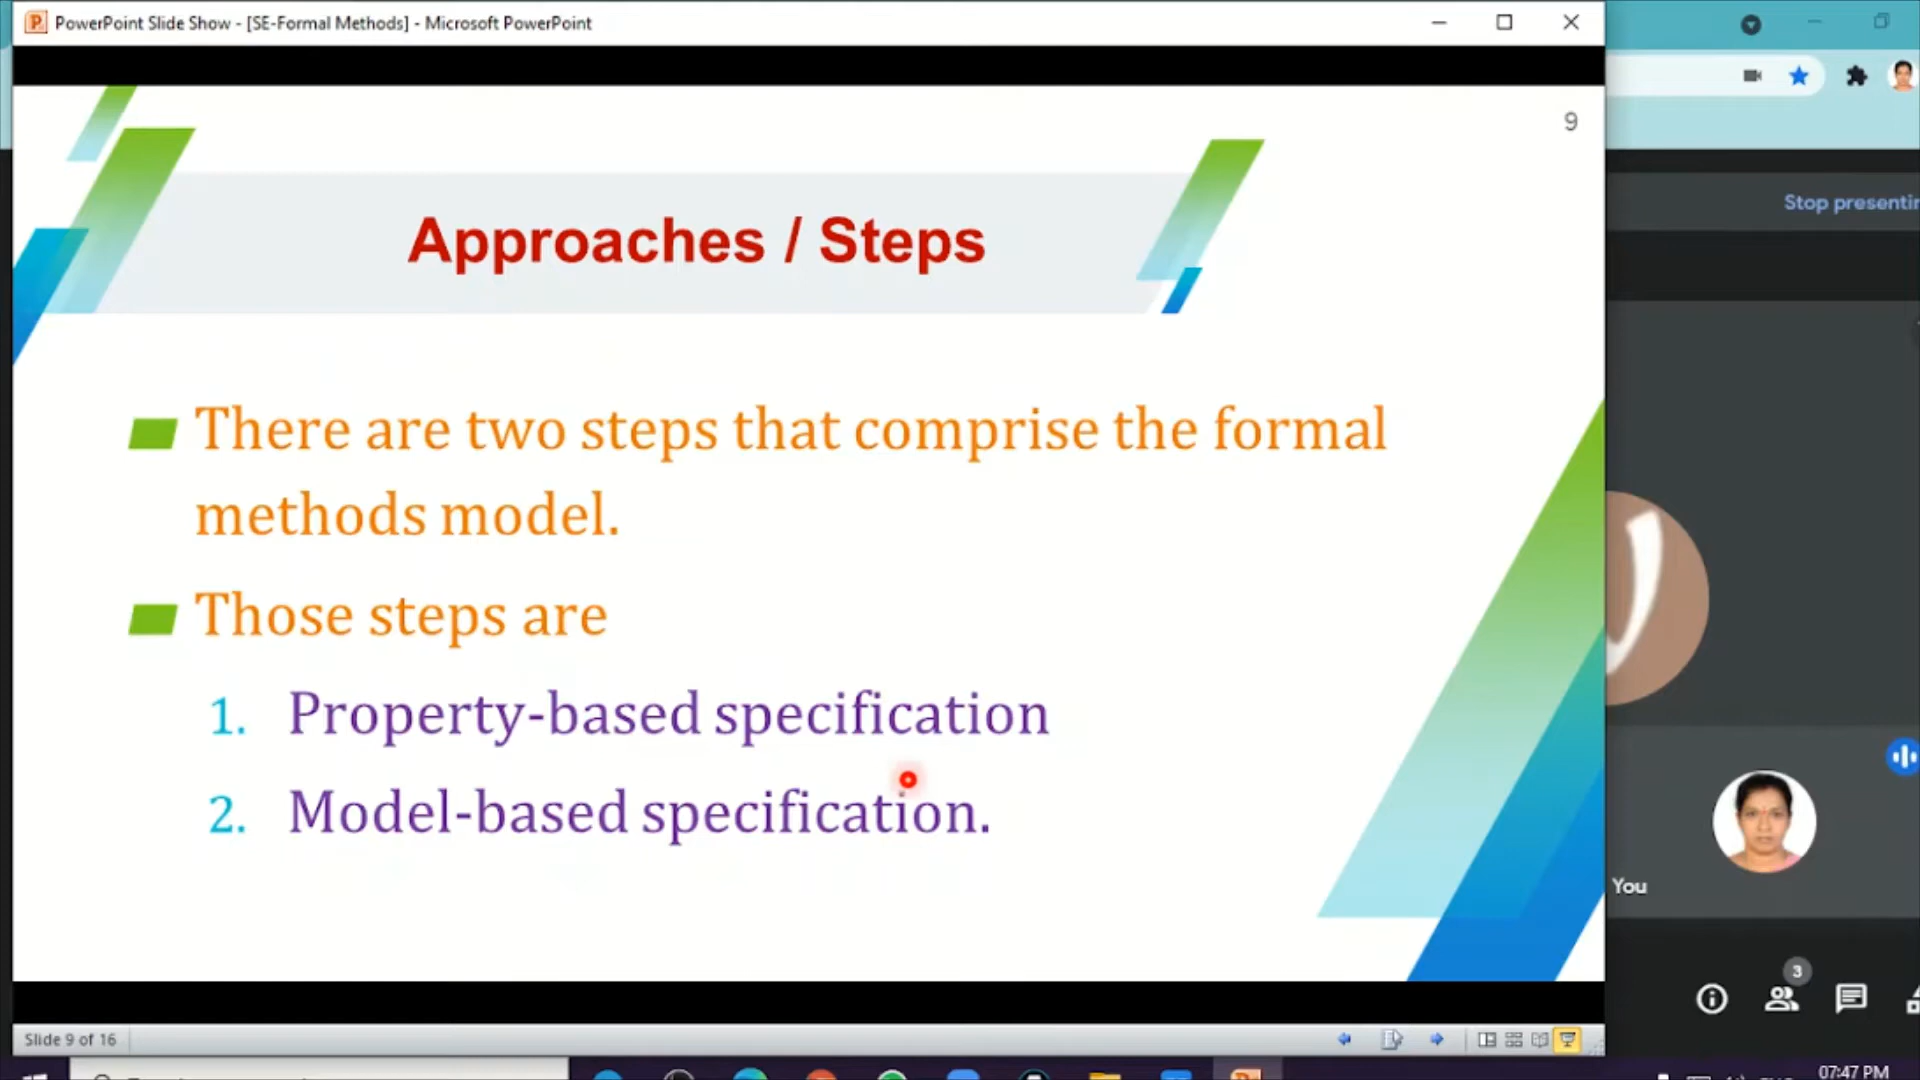 PowerPoint Slide Show - [SE-Formal Methods] - Microsoft PowerPoint
9
Stop presentin
Approaches / Steps
There are two steps that comprise the formal
methods model.
Those steps are
1. Property-based specification
2. Model-based specification.
You
3
Slide 9 of 16
07:47 PM